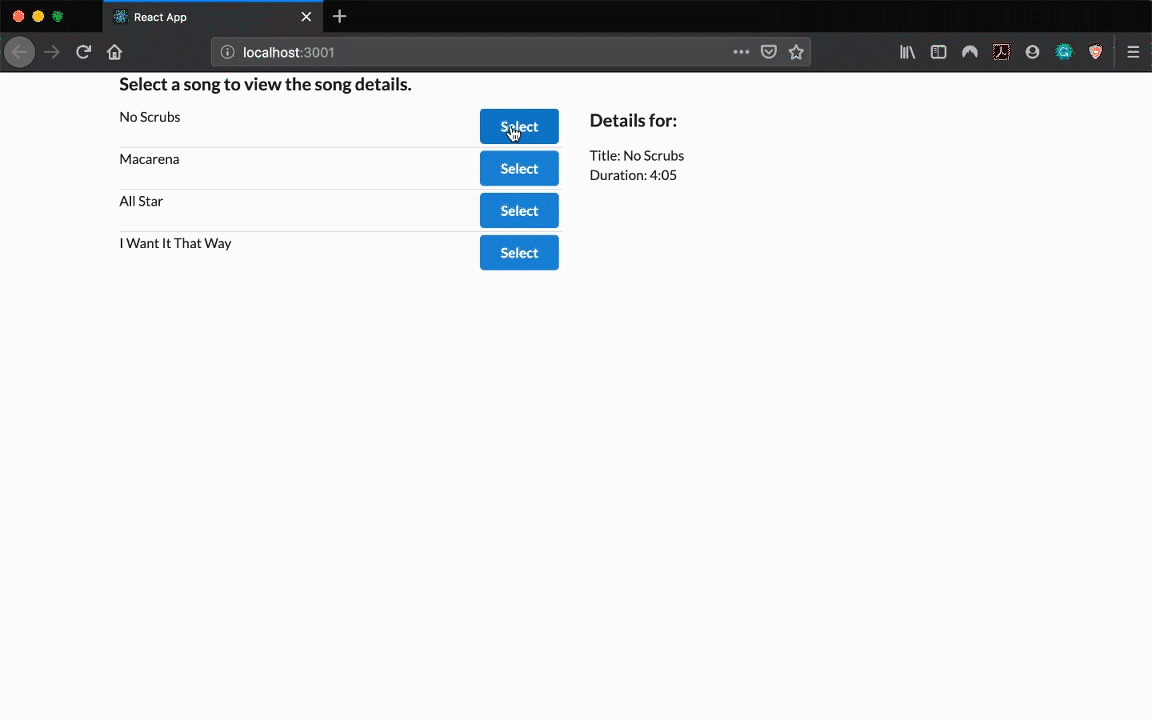 React App
localhost:3001
Select a song to view the song details.
No Scrubs
Select
Macarena
Select
All Star
Select
I Want It That Way
Select
Details for:
Title: No Scrubs
Duration: 4:05